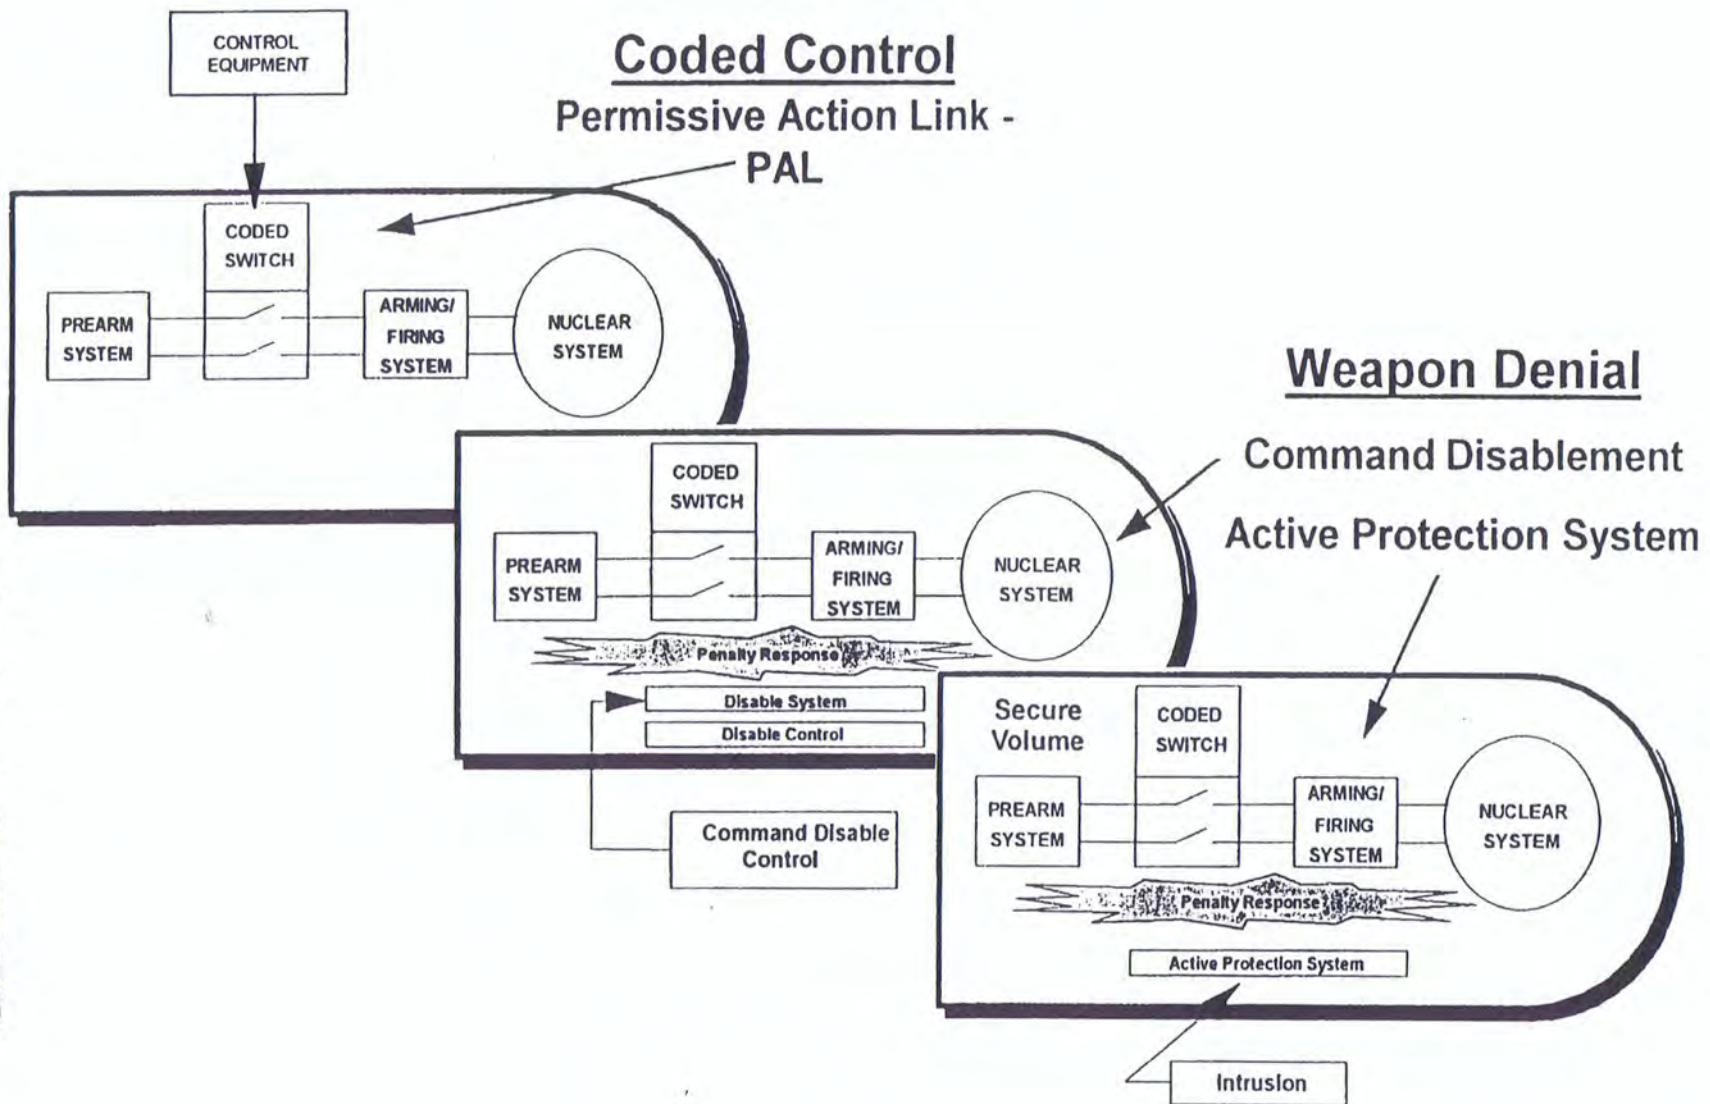 CONTROL
EQUIPMENT
Coded Control
Permissive Action Link -
PAL
CODED
SWITCH
PREARM
SYSTEM
ARMING/
FIRING
SYSTEM
NUCLEAR
SYSTEM
Weapon Denial
Command Disablement
Active Protection System
CODED
SWITCH
PREARM
SYSTEM
ARMING/
FIRING
SYSTEM
NUCLEAR
SYSTEM
Penalty Response
Disable System
Disable Control
Command Disable
Control
Secure
Volume
CODED
SWITCH
PREARM
SYSTEM
ARMING/
FIRING
SYSTEM
NUCLEAR
SYSTEM
Penalty Response
Active Protection System
Intrusion